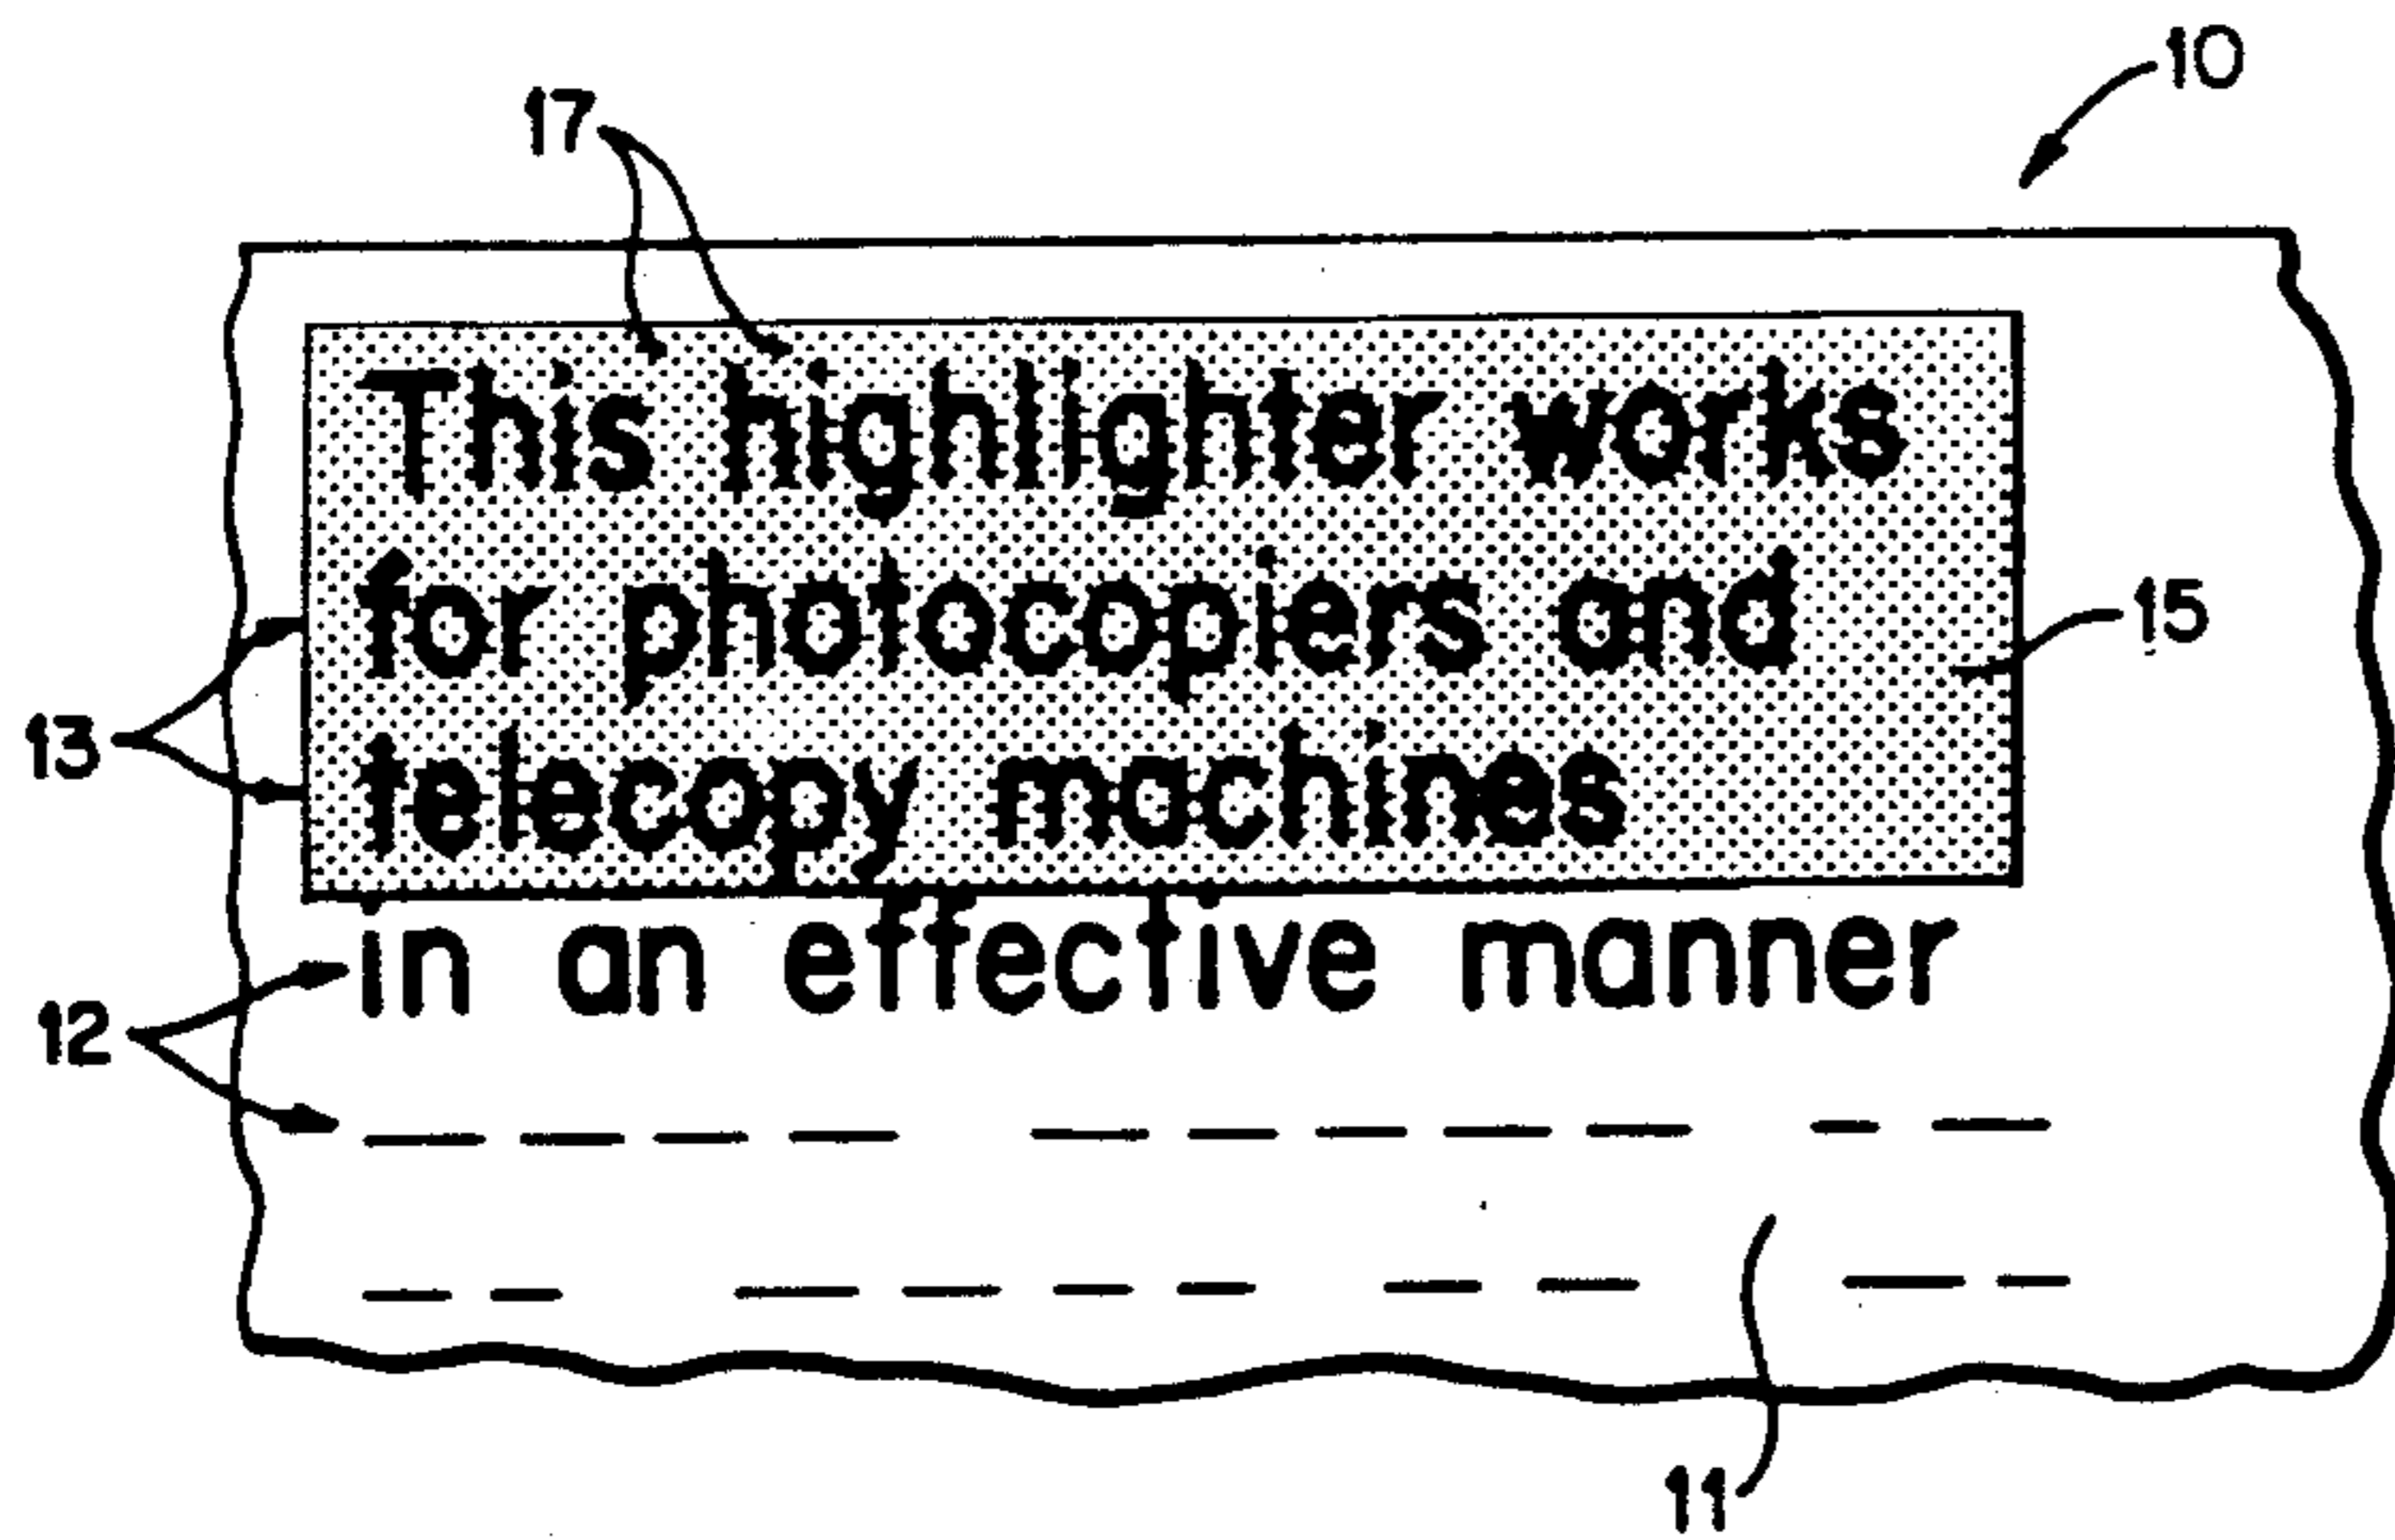 10
17
This highlighter works
for photocopiers and
15
telecopy machines
13
in an effective manner
12
11